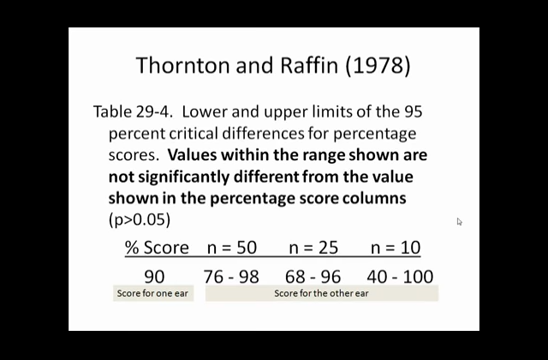 Thornton and Raffin (1978)
Table 29-4. Lower and upper limits of the 95
percent critical differences for percentage
scores. Values within the range shown are
not significantly different from the value
shown in the percentage score columns
(p>0.05)
% Score n = 50 n = 25 n = 10
90 76 - 98 68 - 96 40 - 100
Score for one ear Score for the other ear